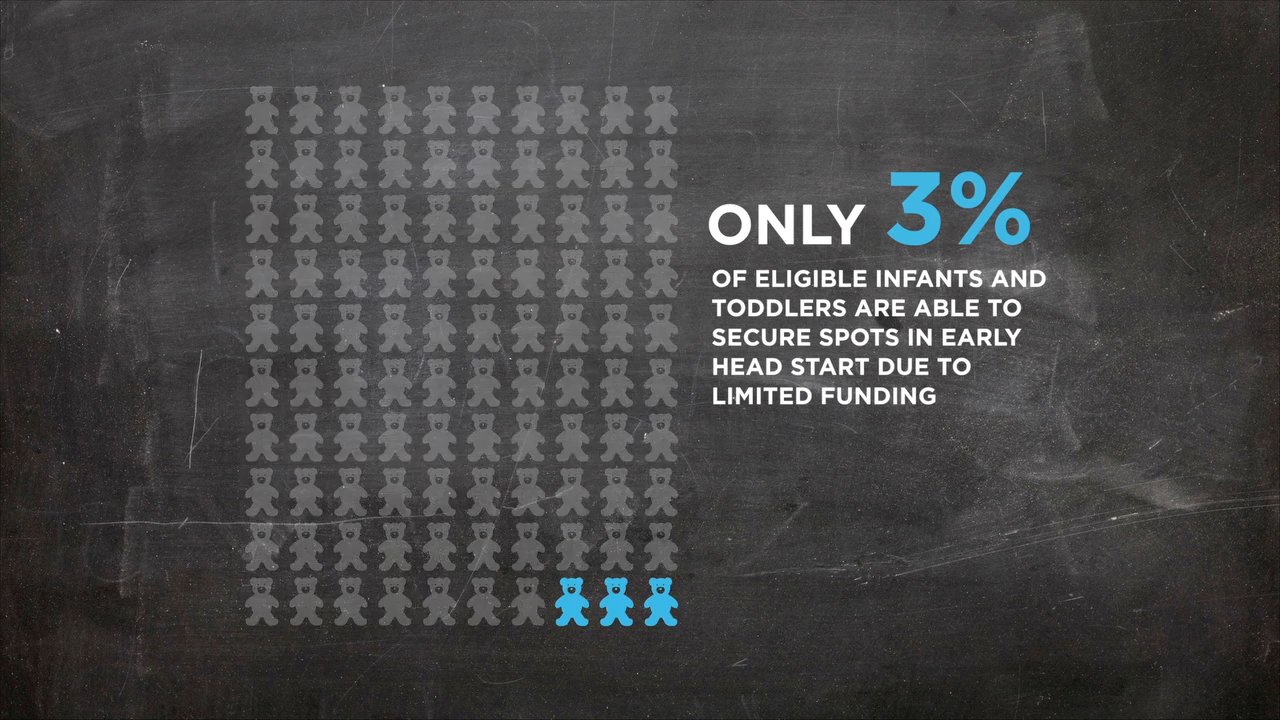 ONLY 3%
OF ELIGIBLE INFANTS AND
TODDLERS ARE ABLE TO
SECURE SPOTS IN EARLY
HEAD START DUE TO
LIMITED FUNDING